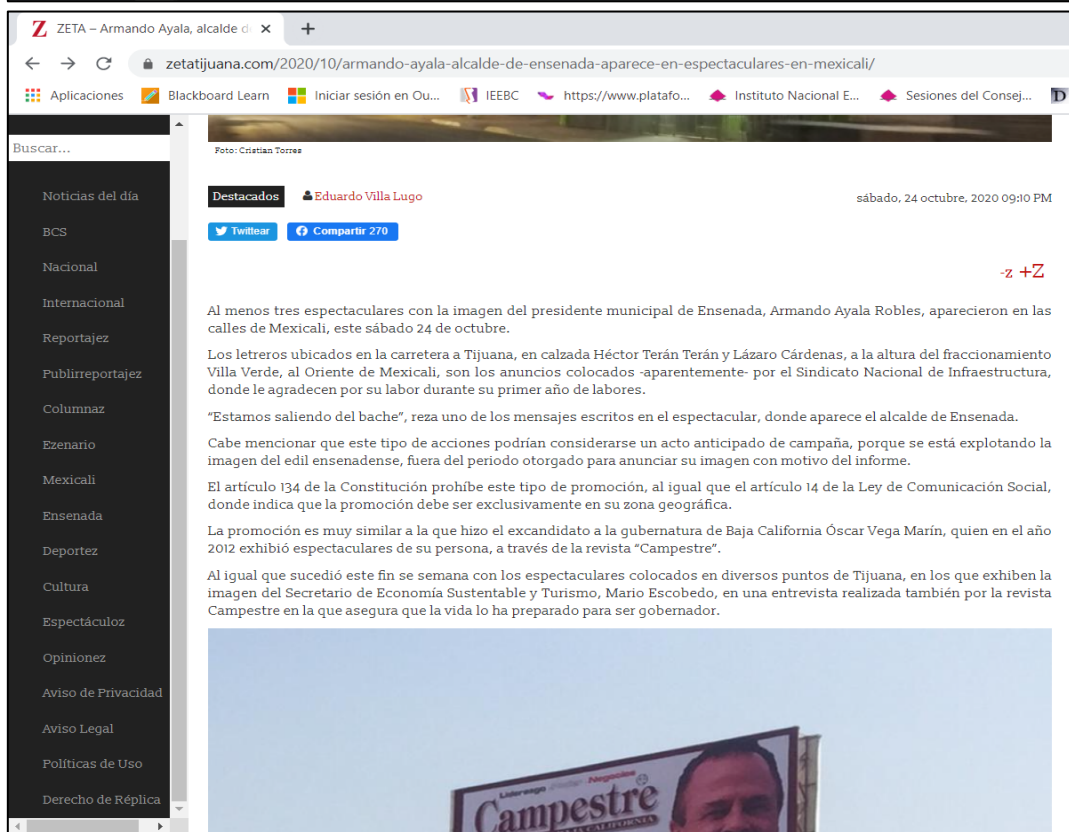 Z ZETA – Armando Ayala, alcalde d
zetatijuana.com/2020/10/armando-ayala-alcalde-de-ensenada-aparece-en-espectaculares-en-mexicali/
Aplicaciones Blackboard Learn Iniciar sesión en Ou... IEEBC https://www.platafo... Instituto Nacional E... Sesiones del Consej... D
Buscar...
Noticias del día
BCS
Nacional
Internacional
Reportajez
Publirreportajez
Columnaz
Ezenario
Mexicali
Ensenada
Deportez
Cultura
Espectáculoz
Opinionez
Aviso de Privacidad
Aviso Legal
Políticas de Uso
Derecho de Réplica
Foto: Cristian Torres
Destacados Eduardo Villa Lugo sábado, 24 octubre, 2020 09:10 PM
Twittear Compartir 270
-z +Z
Al menos tres espectaculares con la imagen del presidente municipal de Ensenada, Armando Ayala Robles, aparecieron en las
calles de Mexicali, este sábado 24 de octubre.
Los letreros ubicados en la carretera a Tijuana, en calzada Héctor Terán Terán y Lázaro Cárdenas, a la altura del fraccionamiento
Villa Verde, al Oriente de Mexicali, son los anuncios colocados -aparentemente- por el Sindicato Nacional de Infraestructura,
donde le agradecen por su labor durante su primer año de labores.
“Estamos saliendo del bache”, reza uno de los mensajes escritos en el espectacular, donde aparece el alcalde de Ensenada.
Cabe mencionar que este tipo de acciones podrían considerarse un acto anticipado de campaña, porque se está explotando la
imagen del edil ensenadense, fuera del periodo otorgado para anunciar su imagen con motivo del informe.
El artículo 134 de la Constitución prohíbe este tipo de promoción, al igual que el artículo 14 de la Ley de Comunicación Social,
donde indica que la promoción debe ser exclusivamente en su zona geográfica.
La promoción es muy similar a la que hizo el excandidato a la gubernatura de Baja California Óscar Vega Marín, quien en el año
2012 exhibió espectaculares de su persona, a través de la revista “Campestre”.
Al igual que sucedió este fin se semana con los espectaculares colocados en diversos puntos de Tijuana, en los que exhiben la
imagen del Secretario de Economía Sustentable y Turismo, Mario Escobedo, en una entrevista realizada también por la revista
Campestre en la que asegura que la vida lo ha preparado para ser gobernador.
Liderazgo Negocios
Campestre
CALIFORNIA